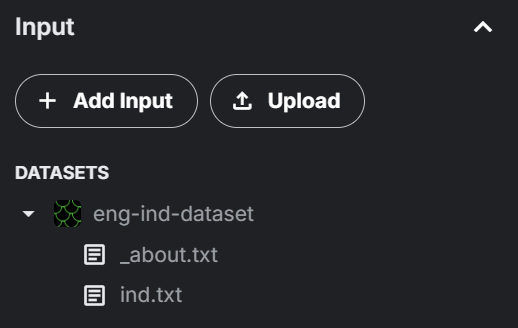 Input
Add Input
Upload
DATASETS
eng-ind-dataset
_about.txt
ind.txt